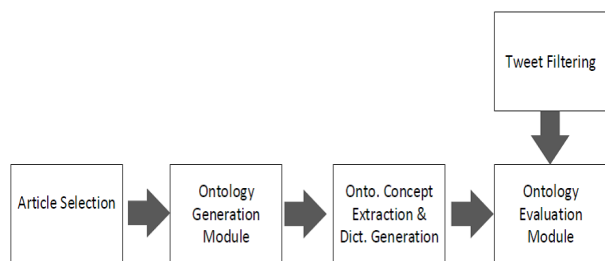 Tweet Filtering
Article Selection
Ontology
Generation
Module
Onto. Concept
Extraction &
Dict. Generation
Ontology
Evaluation
Module